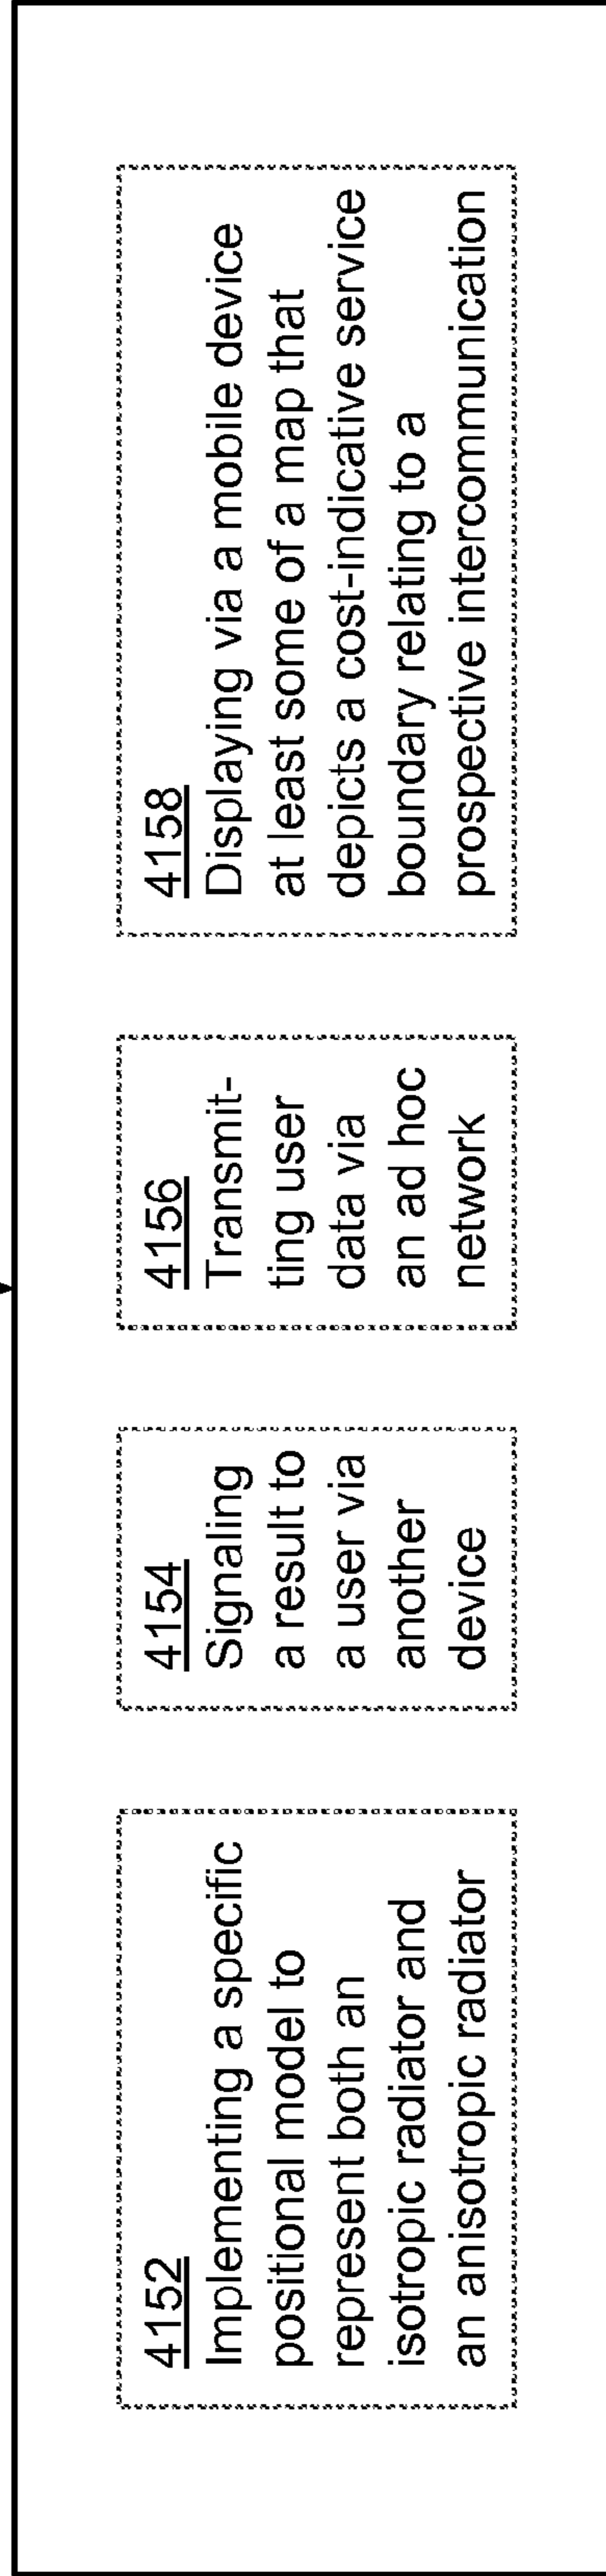 4152
Implementing a specific
positional model to
represent both an
isotropic radiator and
an anisotropic radiator
4154
Signaling
a result to
a user via
another
device
4156
Transmit-
ting user
data via
an ad hoc
network
4158
Displaying via a mobile device
at least some of a map that
depicts a cost-indicative service
boundary relating to a
prospective intercommunication